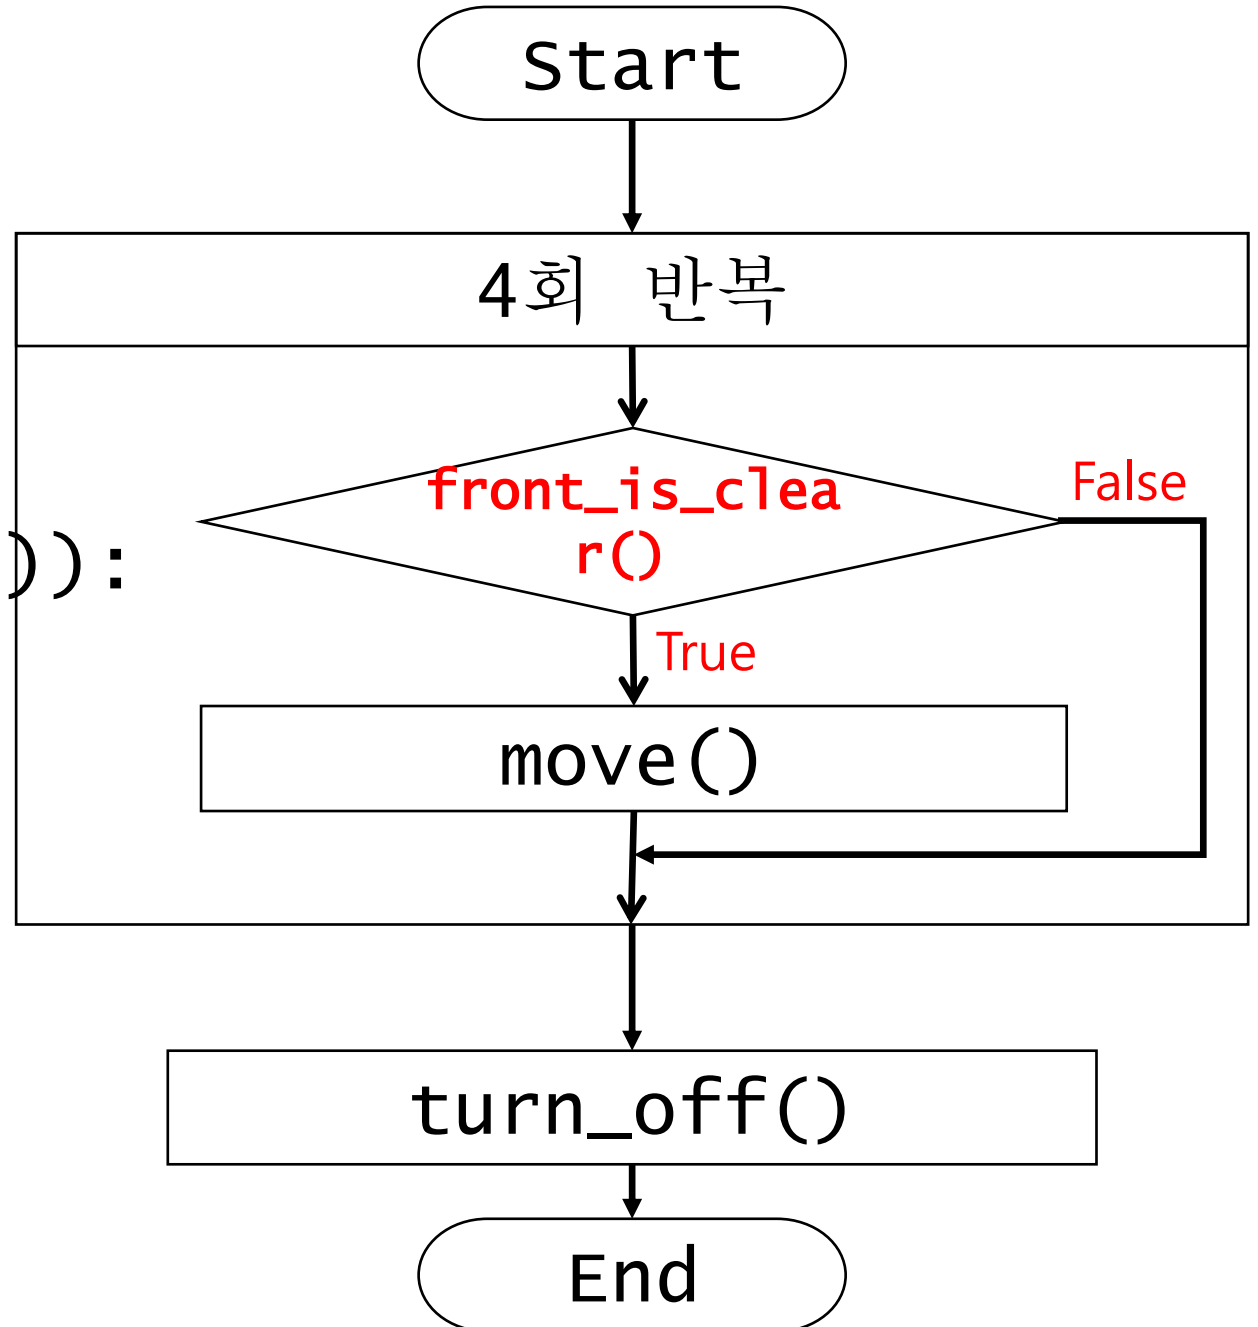 Start
4회 반복
front_is_clea
r()
False
)):
True
move()
turn_off()
End